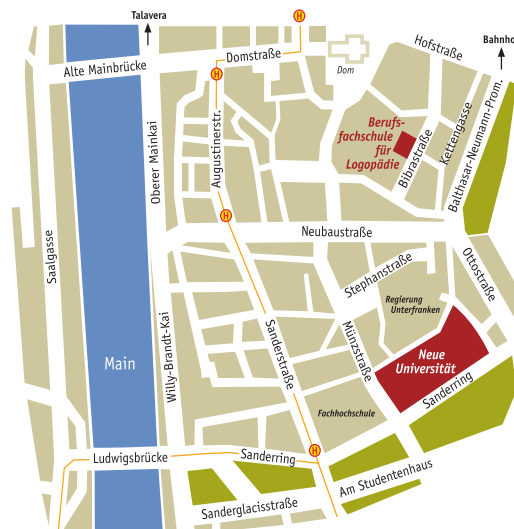 Talavera
H
Hofstraße
Bahnho
Domstraße
Alte Mainbrücke
Dom
H
Berufs-
fachschule
für
Logopädie
Augustinerstr.
Oberer Mainkai
Bibrastraße
Kettengasse
Balthasar-Neumann-Prom.
H
Neubaustraße
Saalgasse
Stephanstraße
Ottostraße
Regierung
Unterfranken
Willy-Brandt-Kai
Sanderstraße
Münzstraße
Main
Neue
Universität
Sanderring
Fachhochschule
H
Ludwigsbrücke
Sanderring
Am Studentenhaus
Sanderglacisstraße